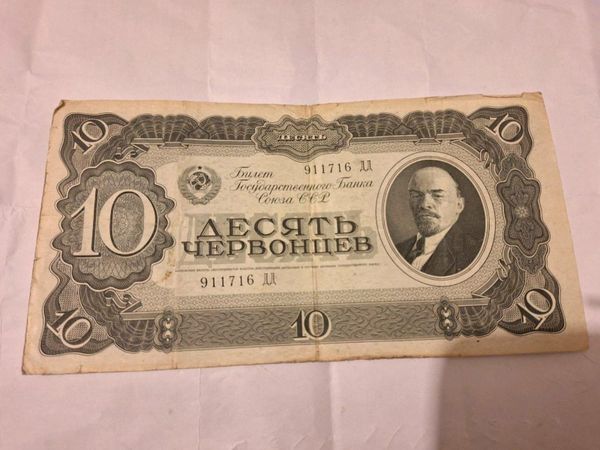 10
ДЕСЯТЬ
10
Билет 911716 ДД
Государственного Банка
Союза ССР
10
ДЕСЯТЬ
ЧЕРВОНЦЕВ
911716 ДД
10
10
10